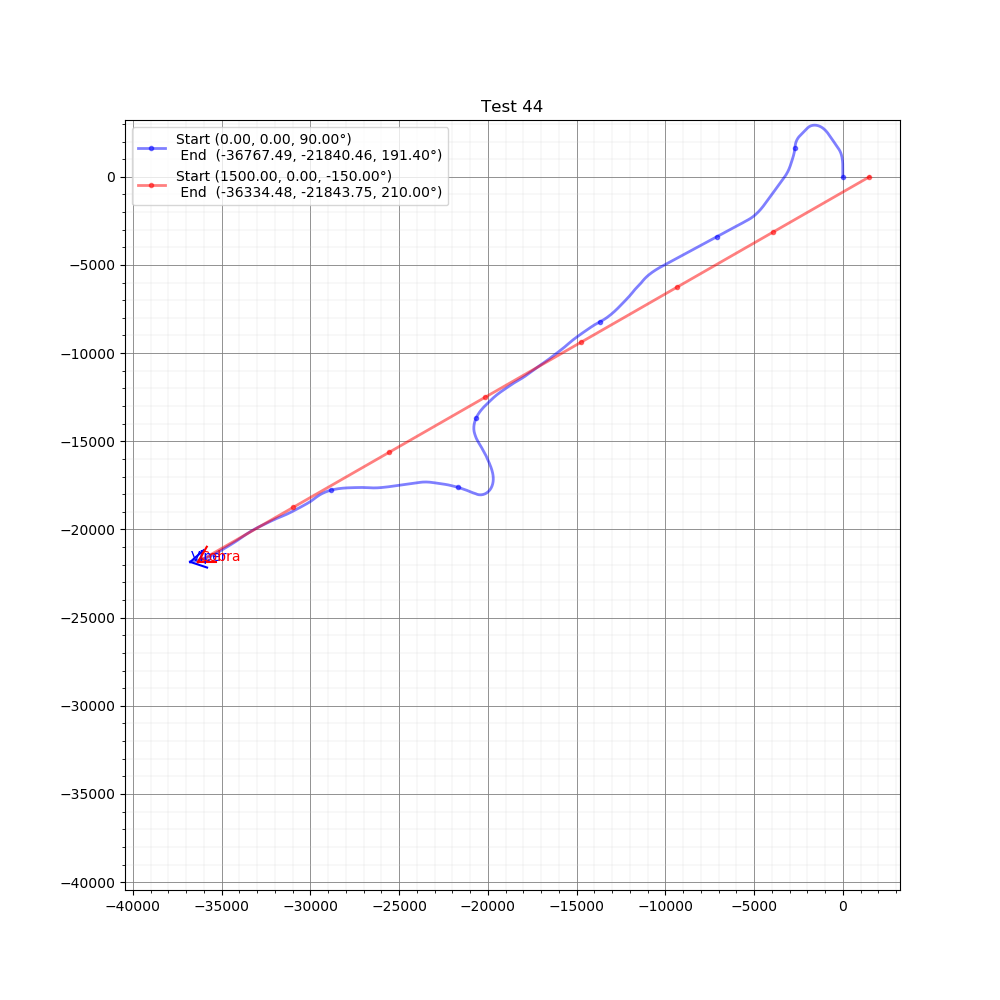 Test 44
Start (0.00, 0.00, 90.00°)
End (-36767.49, -21840.46, 191.40°)
Start (1500.00, 0.00, -150.00°)
End (-36334.48, -21843.75, 210.00°)
0
−5000
−10000
−15000
−20000
−25000
−30000
−35000
−40000
−40000 −35000 −30000 −25000 −20000 −15000 −10000 −5000 0